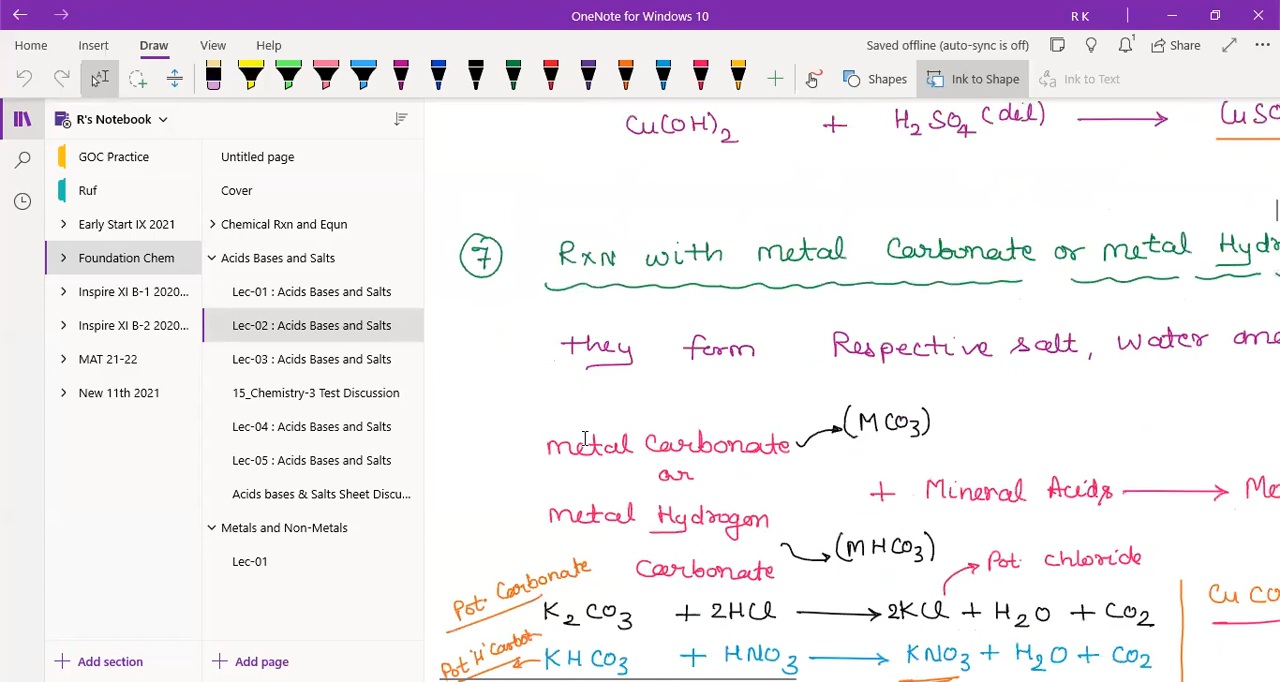 OneNote for Windows 10
R K
Home Insert Draw View Help
Saved offline (auto-sync is off)
Share
Shapes
Ink to Shape
Ink to Text
R's Notebook
GOC Practice
Ruf
Early Start IX 2021
Foundation Chem
Inspire XI B-1 2020...
Inspire XI B-2 2020...
MAT 21-22
New 11th 2021
Add section
Untitled page
Cover
Chemical Rxn and Equn
Acids Bases and Salts
Lec-01 : Acids Bases and Salts
Lec-02 : Acids Bases and Salts
Lec-03 : Acids Bases and Salts
15_Chemistry-3 Test Discussion
Lec-04 : Acids Bases and Salts
Lec-05 : Acids Bases and Salts
Acids bases & Salts Sheet Discu...
Metals and Non-Metals
Lec-01
Add page
Cu(OH)2 + H2SO4 (dil) → CuSO
7 Rxn with metal Carbonate or metal Hydr
they form Respective salt, water
metal Carbonate (MCO3)
or
+ Mineral Acids →
metal Hydrogen
Carbonate (MHCO3)
Pot. chloride
Pot. Carbonate
K2CO3 + 2HCl → 2KCl + H2O + CO2
Cu CO
Pot 'H' Carbot
KHCO3 + HNO3 → KNO3 + H2O + CO2